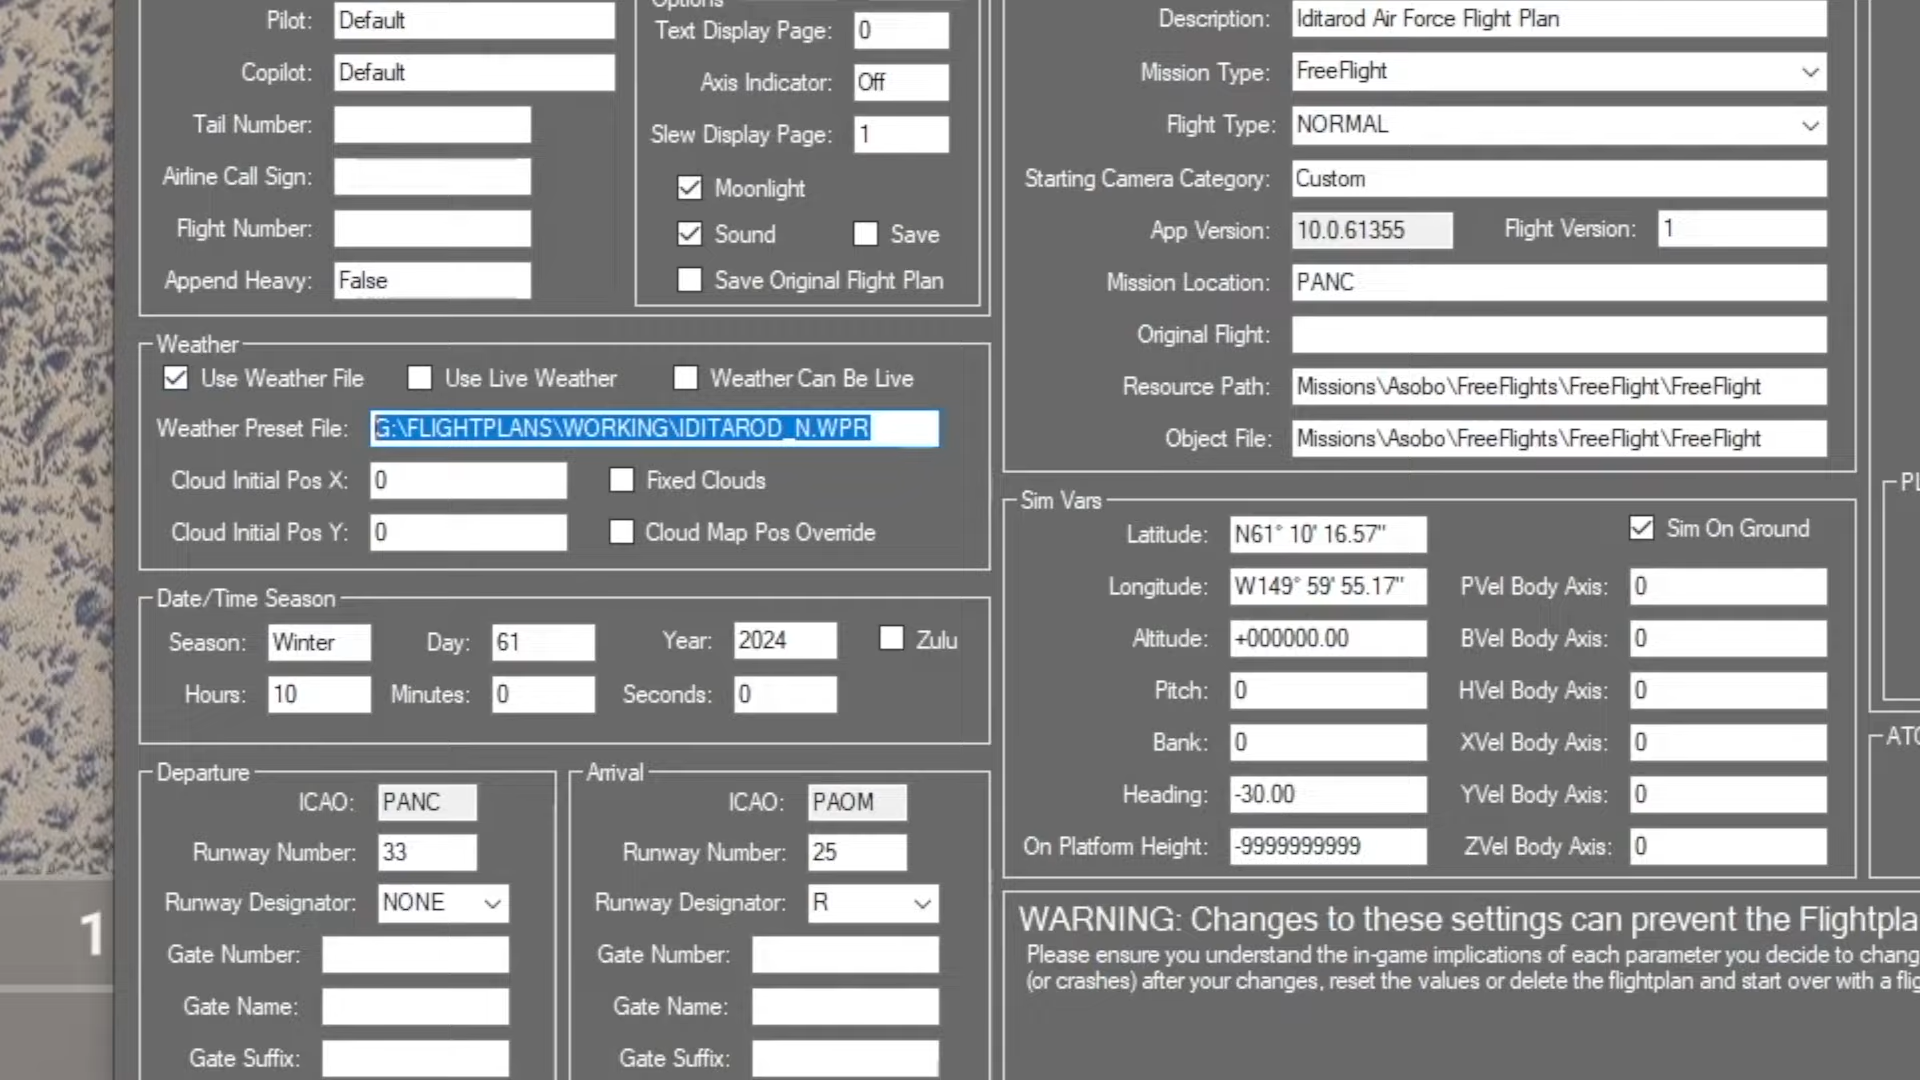 Options
Pilot: Default
Copilot: Default
Tail Number:
Airline Call Sign:
Flight Number:
Append Heavy: False
Text Display Page: 0
Axis Indicator: Off
Slew Display Page: 1
Moonlight
Sound Save
Save Original Flight Plan
Description: Iditarod Air Force Flight Plan
Mission Type: FreeFlight
Flight Type: NORMAL
Starting Camera Category: Custom
App Version: 10.0.61355 Flight Version: 1
Mission Location: PANC
Original Flight:
Resource Path: Missions\Asobo\FreeFlights\FreeFlight\FreeFlight
Object File: Missions\Asobo\FreeFlights\FreeFlight\FreeFlight
Weather
Use Weather File Use Live Weather Weather Can Be Live
Weather Preset File: G:\FLIGHTPLANS\WORKING\IDITAROD_N.WPR
Cloud Initial Pos X: 0 Fixed Clouds
Cloud Initial Pos Y: 0 Cloud Map Pos Override
Date/Time Season
Season: Winter Day: 61 Year: 2024 Zulu
Hours: 10 Minutes: 0 Seconds: 0
Departure
ICAO: PANC
Runway Number: 33
Runway Designator: NONE
Gate Number:
Gate Name:
Gate Suffix:
Arrival
ICAO: PAOM
Runway Number: 25
Runway Designator: R
Gate Number:
Gate Name:
Gate Suffix:
Sim Vars
Latitude: N61° 10' 16.57" Sim On Ground
Longitude: W149° 59' 55.17" PVel Body Axis: 0
Altitude: +000000.00 BVel Body Axis: 0
Pitch: 0 HVel Body Axis: 0
Bank: 0 XVel Body Axis: 0
Heading: -30.00 YVel Body Axis: 0
On Platform Height: -9999999999 ZVel Body Axis: 0
WARNING: Changes to these settings can prevent the Flightpla
Please ensure you understand the in-game implications of each parameter you decide to chang
(or crashes) after your changes, reset the values or delete the flightplan and start over with a flig
PL
ATC
1